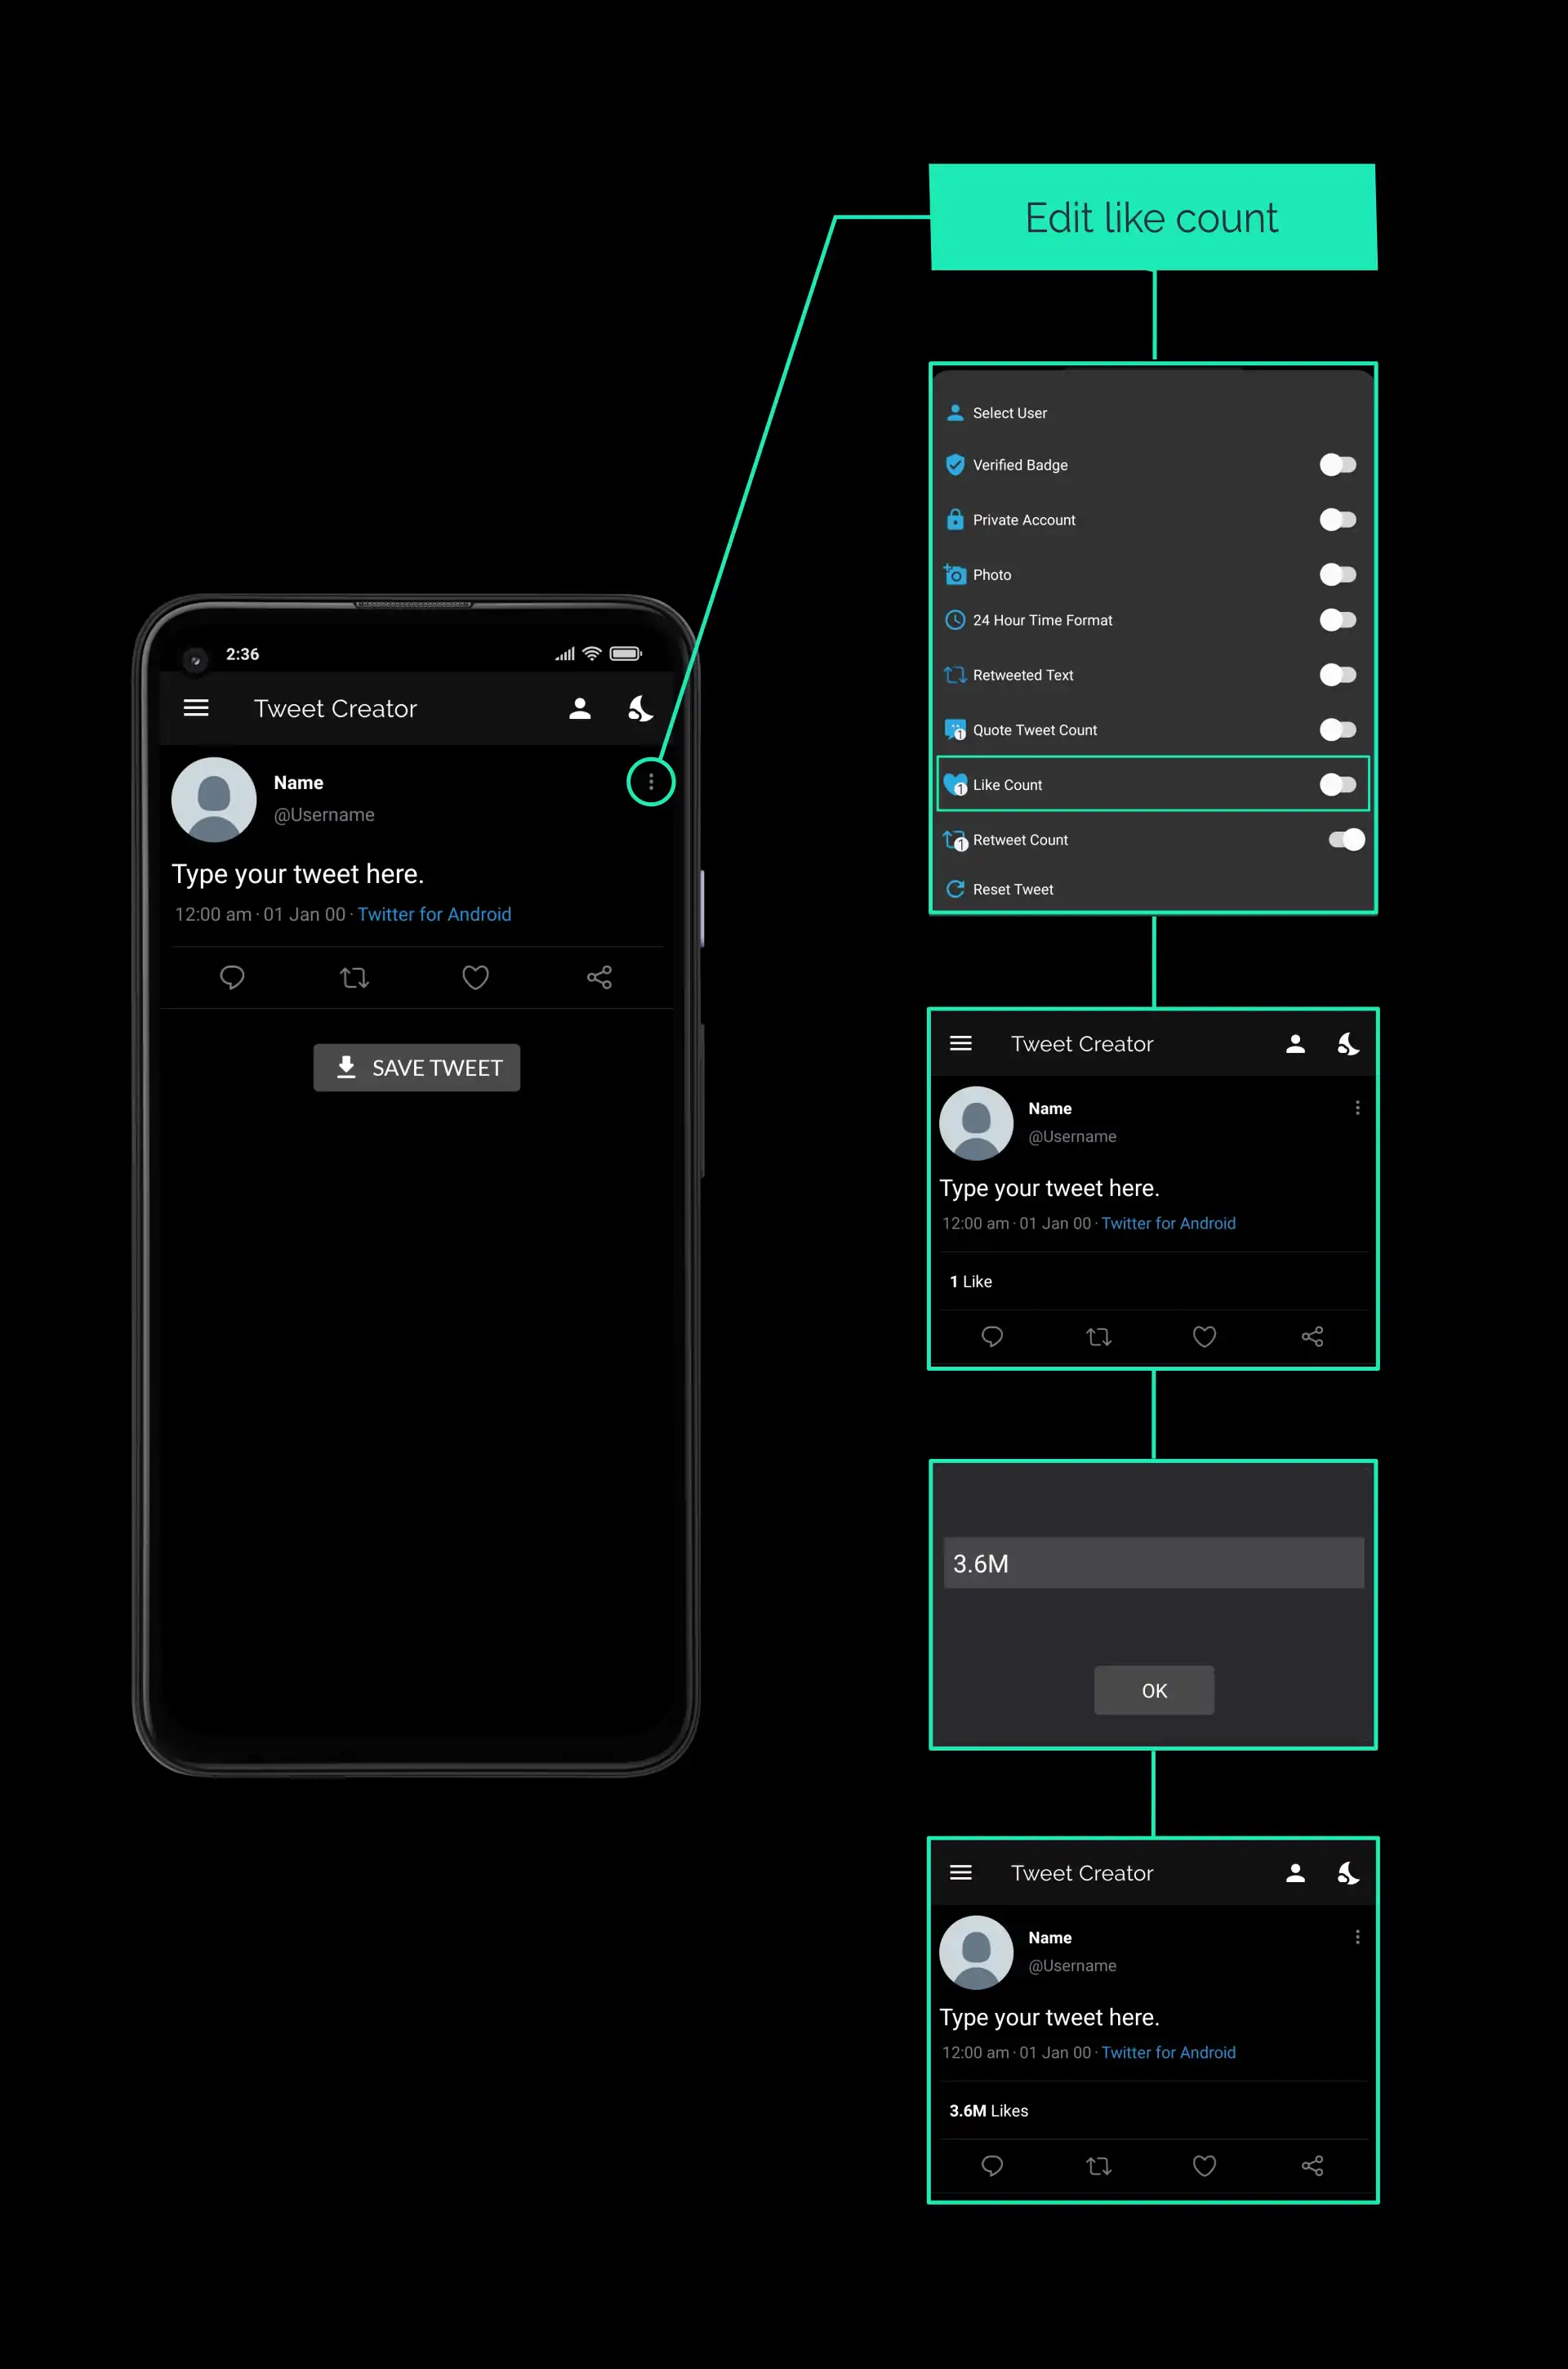 Edit like count
2:36
Tweet Creator
Name
@Username
Type your tweet here.
12:00 am · 01 Jan 00 · Twitter for Android
SAVE TWEET
Select User
Verified Badge
Private Account
Photo
24 Hour Time Format
Retweeted Text
1 Quote Tweet Count
1 Like Count
1 Retweet Count
Reset Tweet
Tweet Creator
Name
@Username
Type your tweet here.
12:00 am · 01 Jan 00 · Twitter for Android
1 Like
3.6M
OK
Tweet Creator
Name
@Username
Type your tweet here.
12:00 am · 01 Jan 00 · Twitter for Android
3.6M Likes